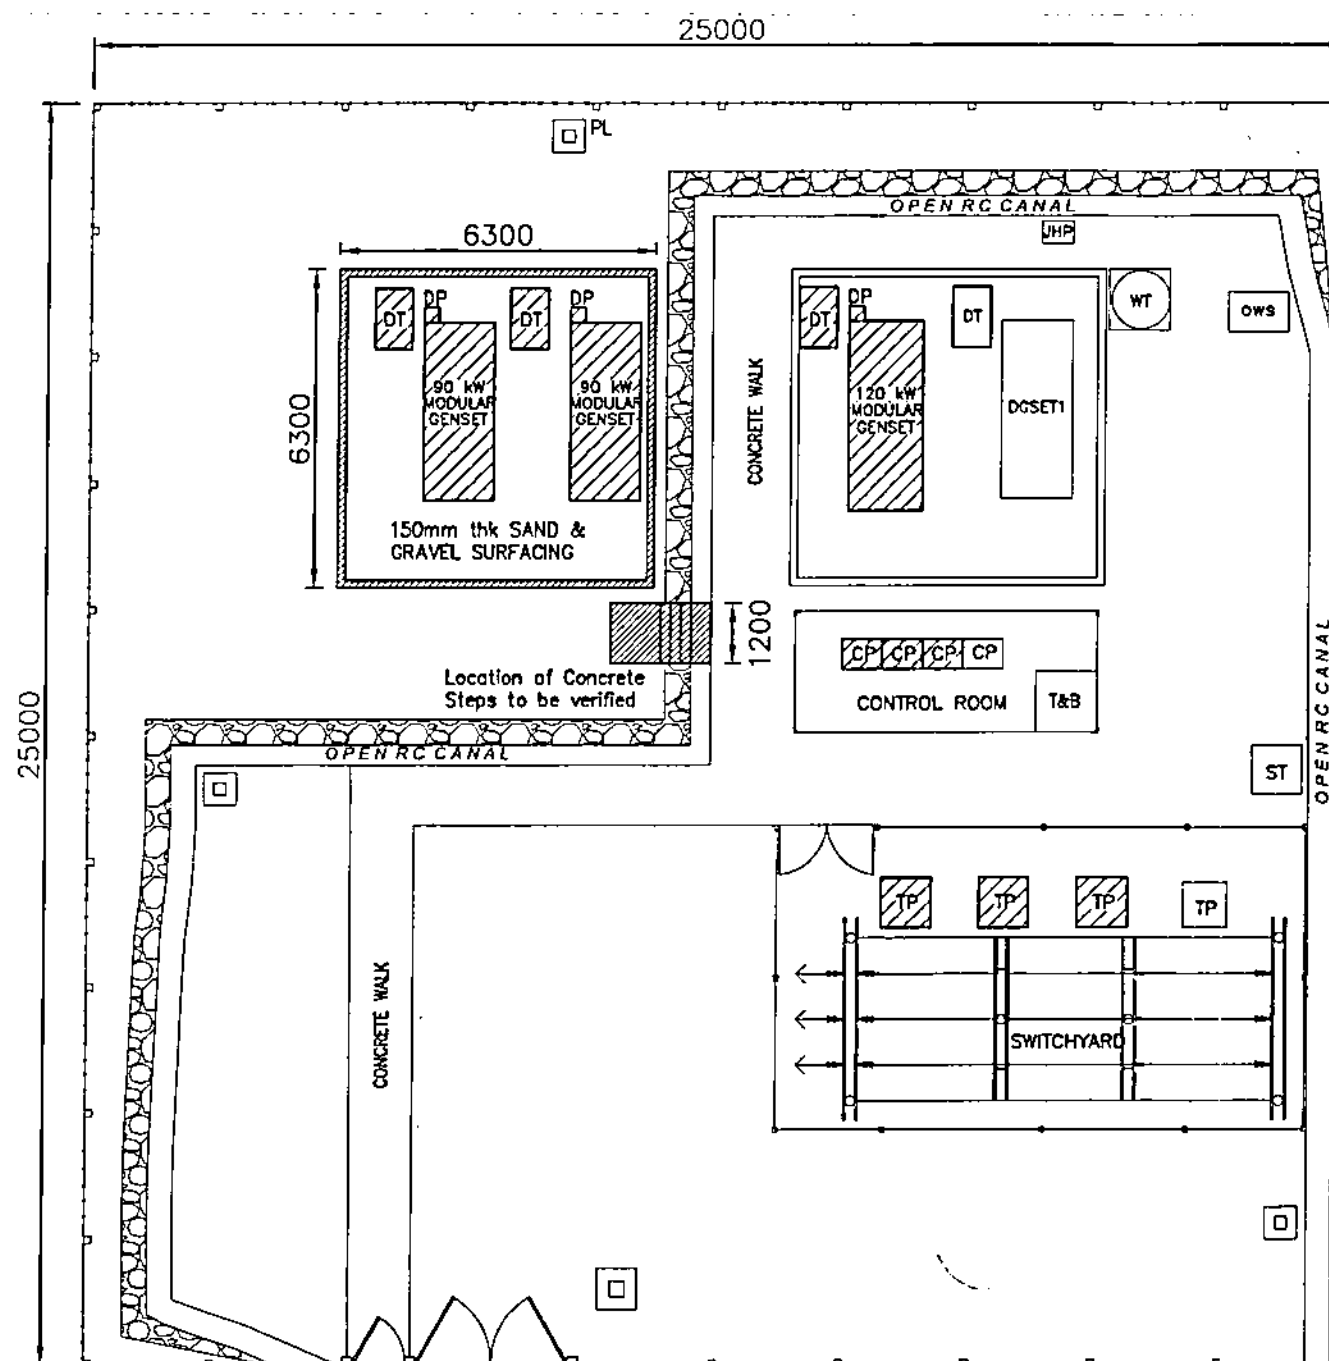 25000
PL
OPEN RC CANAL
JHP
6300
DP
DP
DP
DT
DT
DT
DT
WT
OWS
6300
90 kW
MODULAR
GENSET
90 kW
MODULAR
GENSET
CONCRETE WALK
120 kW
MODULAR
GENSET
DGSET1
150mm thk SAND &
GRAVEL SURFACING
1200
CP
CP
CP
CP
Location of Concrete
Steps to be verified
CONTROL ROOM
T&B
25000
OPEN RC CANAL
OPEN RC CANAL
ST
TP
TP
TP
TP
CONCRETE WALK
SWITCHYARD